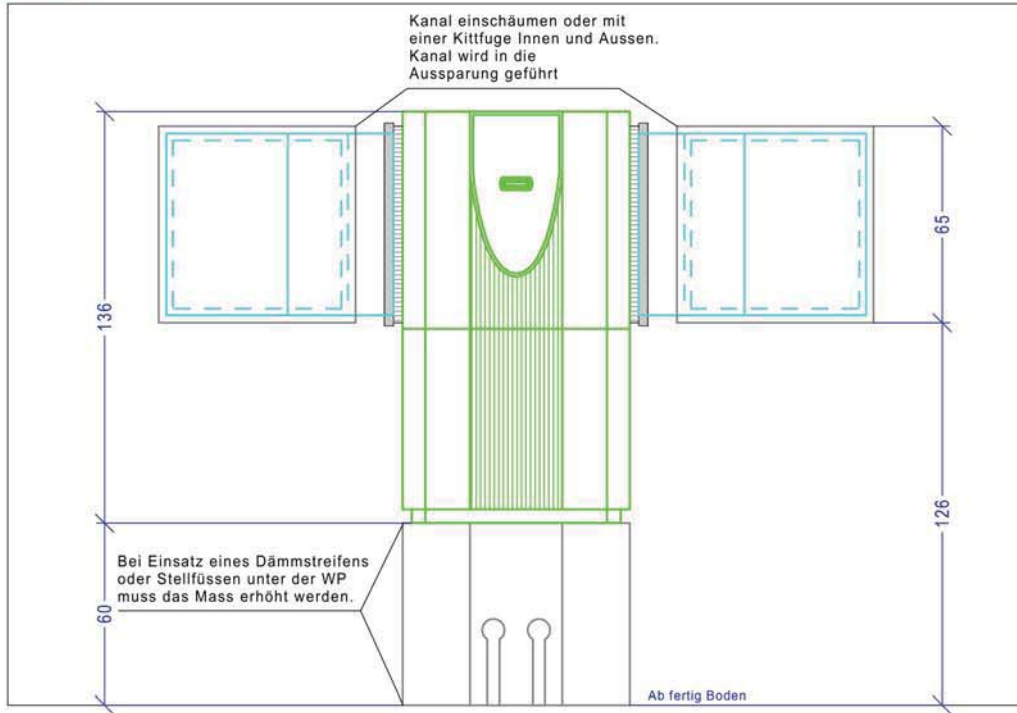 Kanal einschäumen oder mit
einer Kittfuge Innen und Aussen.
Kanal wird in die
Aussparung geführt
136
65
126
60
Bei Einsatz eines Dämmstreifens
oder Stellfüssen unter der WP
muss das Mass erhöht werden.
Ab fertig Boden